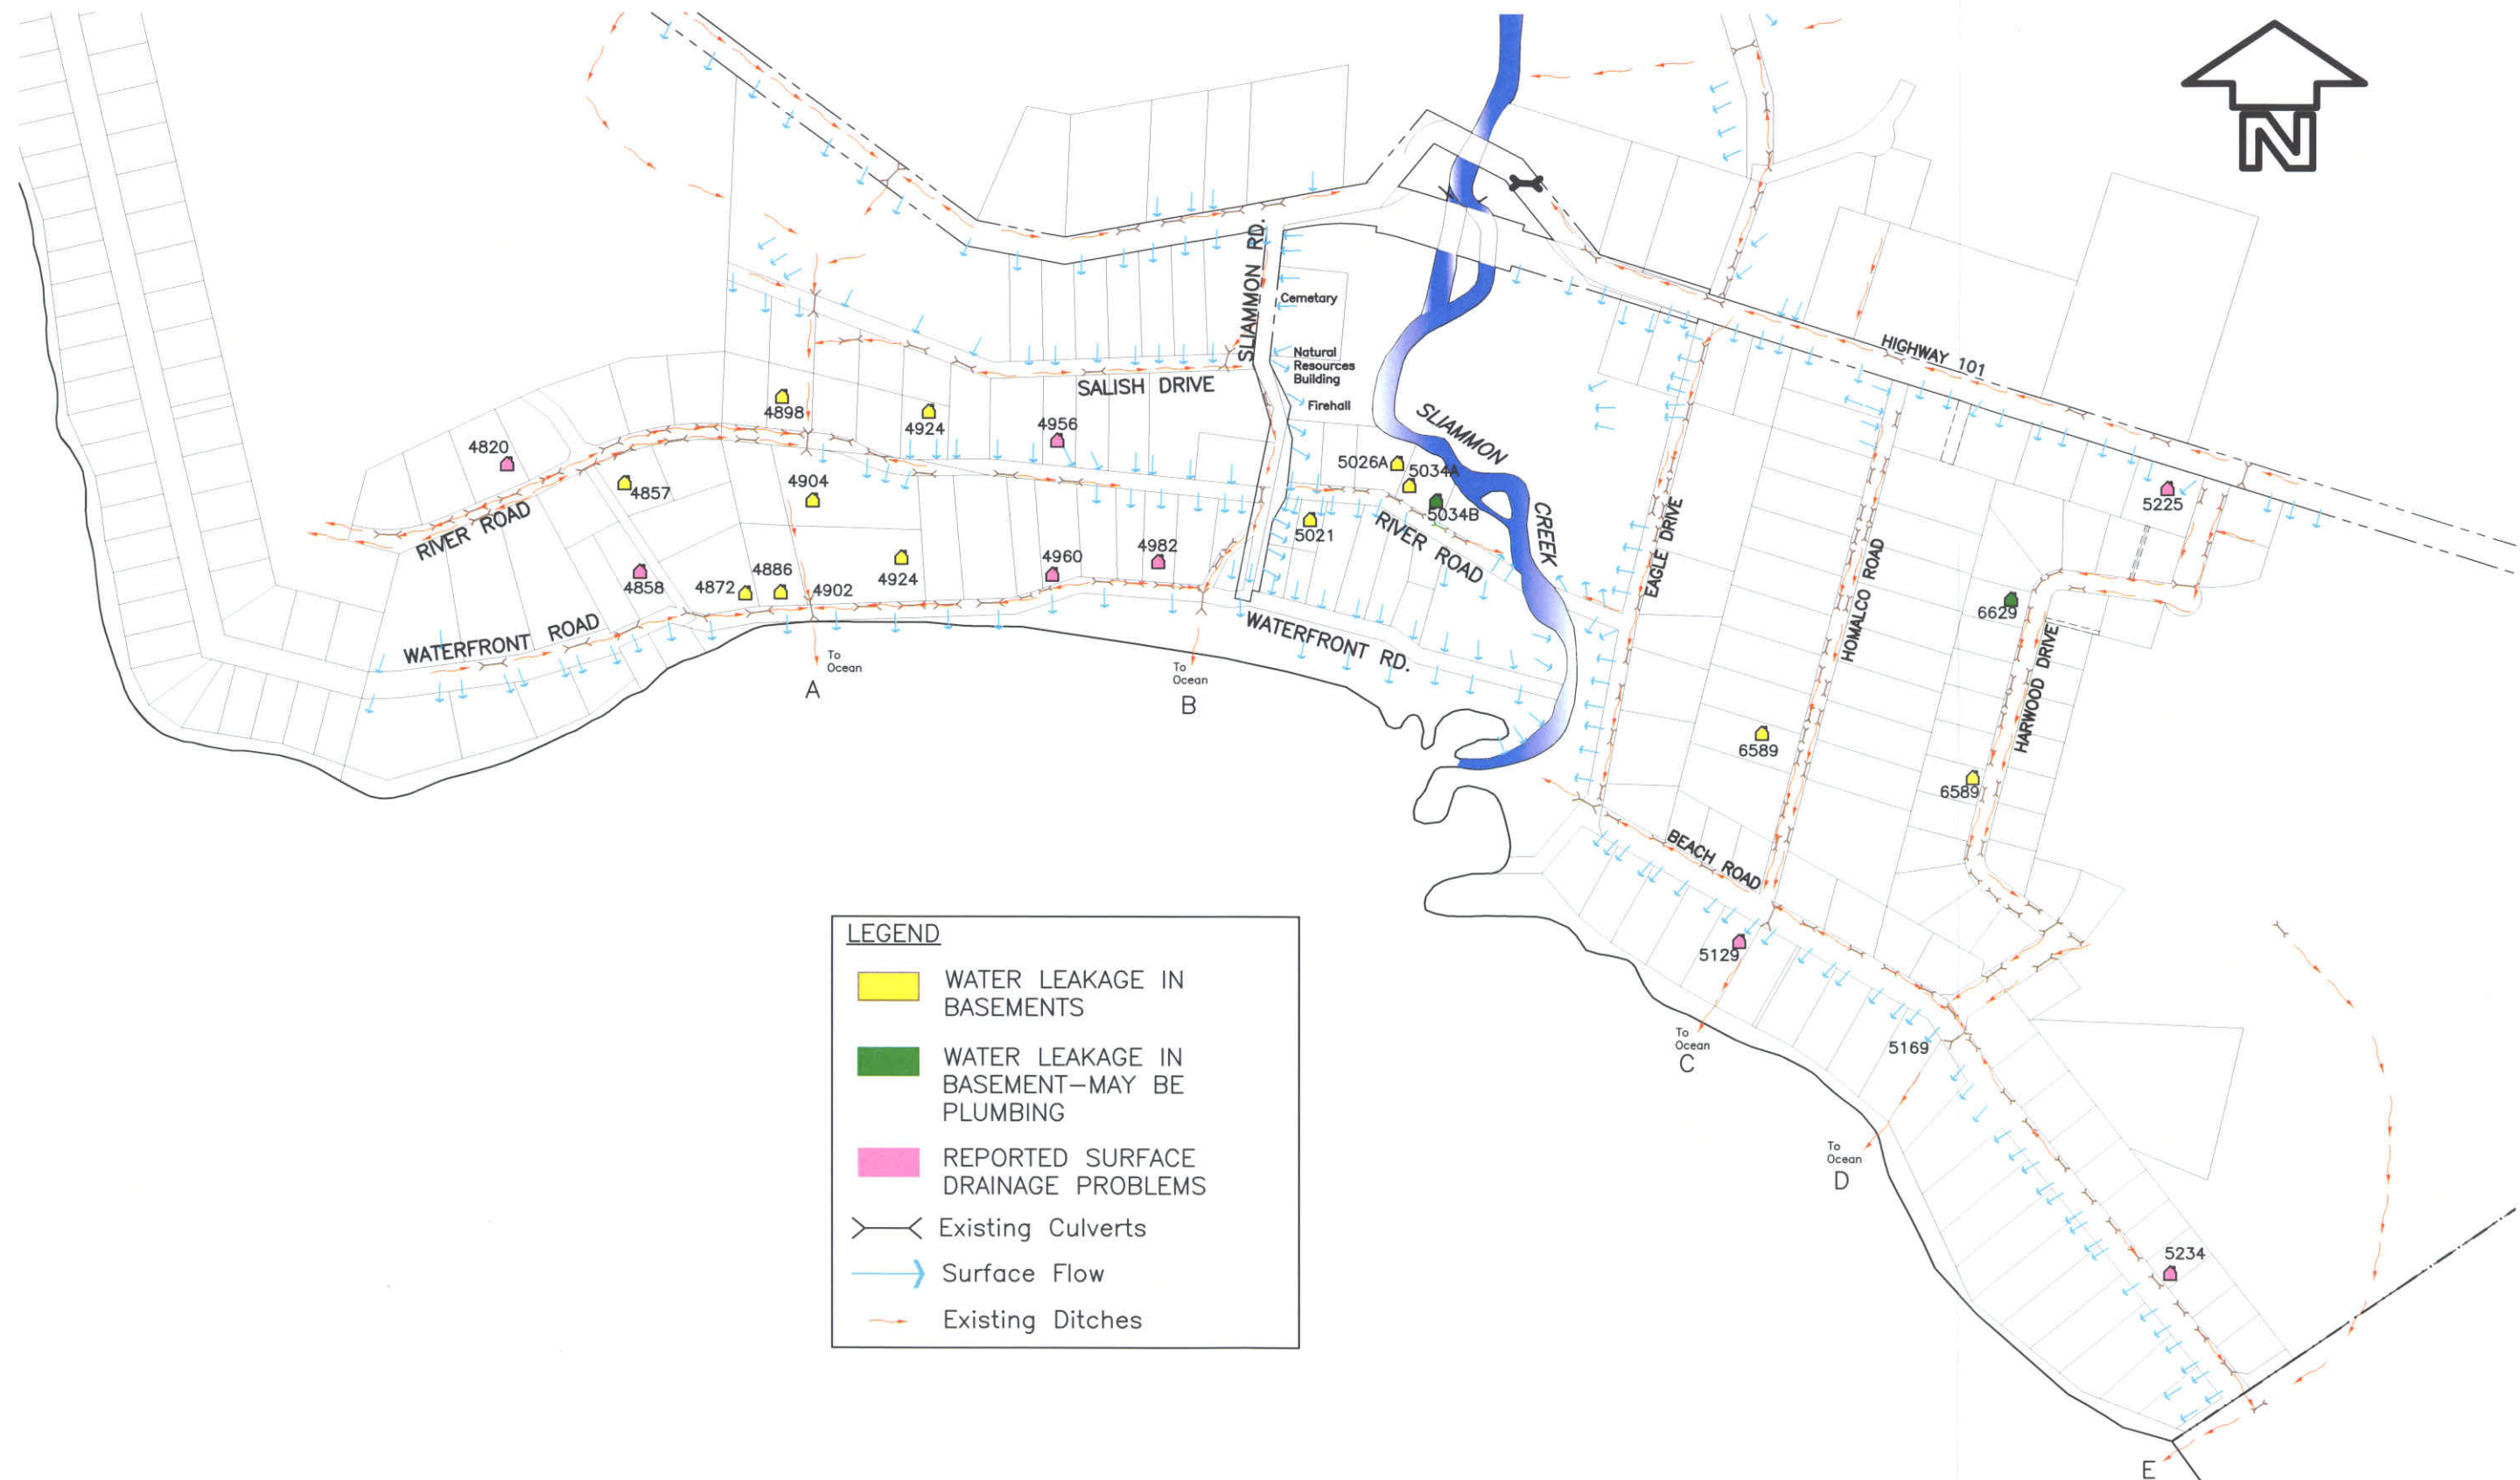 N
SLIAMMON RD.
Cemetary
Natural
Resources
Building
Firehall
HIGHWAY 101
SALISH DRIVE
SLIAMMON
CREEK
4898
4924
4956
4820
4857
4904
5026A
5034A
5034B
5021
RIVER ROAD
RIVER ROAD
EAGLE DRIVE
HOMALCO ROAD
5225
6629
HARWOOD DRIVE
4858
4872
4886
4902
4924
4960
4982
WATERFRONT ROAD
WATERFRONT RD.
To
Ocean
A
To
Ocean
B
6589
6589
BEACH ROAD
5129
To
Ocean
C
5169
To
Ocean
D
5234
E
LEGEND
WATER LEAKAGE IN
BASEMENTS
WATER LEAKAGE IN
BASEMENT-MAY BE
PLUMBING
REPORTED SURFACE
DRAINAGE PROBLEMS
Existing Culverts
Surface Flow
Existing Ditches